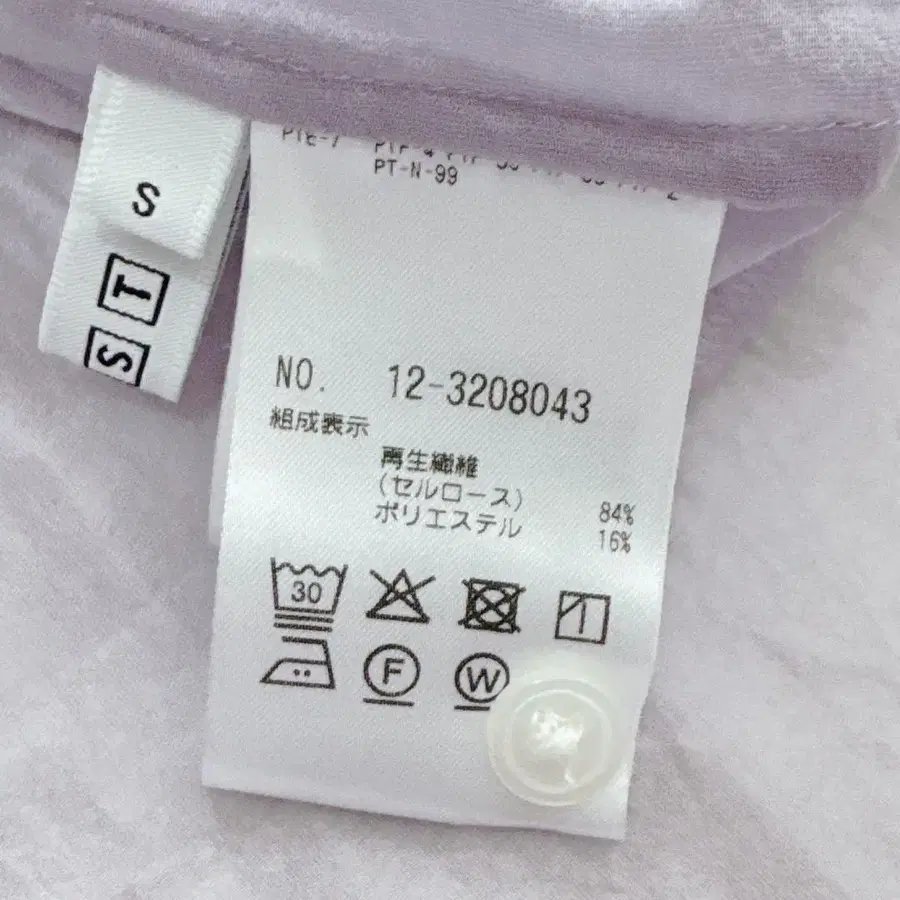 S
T
S
PT-N-99
NO. 12-3208043
組成表示
再生繊維
(セルロース) 84%
ポリエステル 16%
30
F W